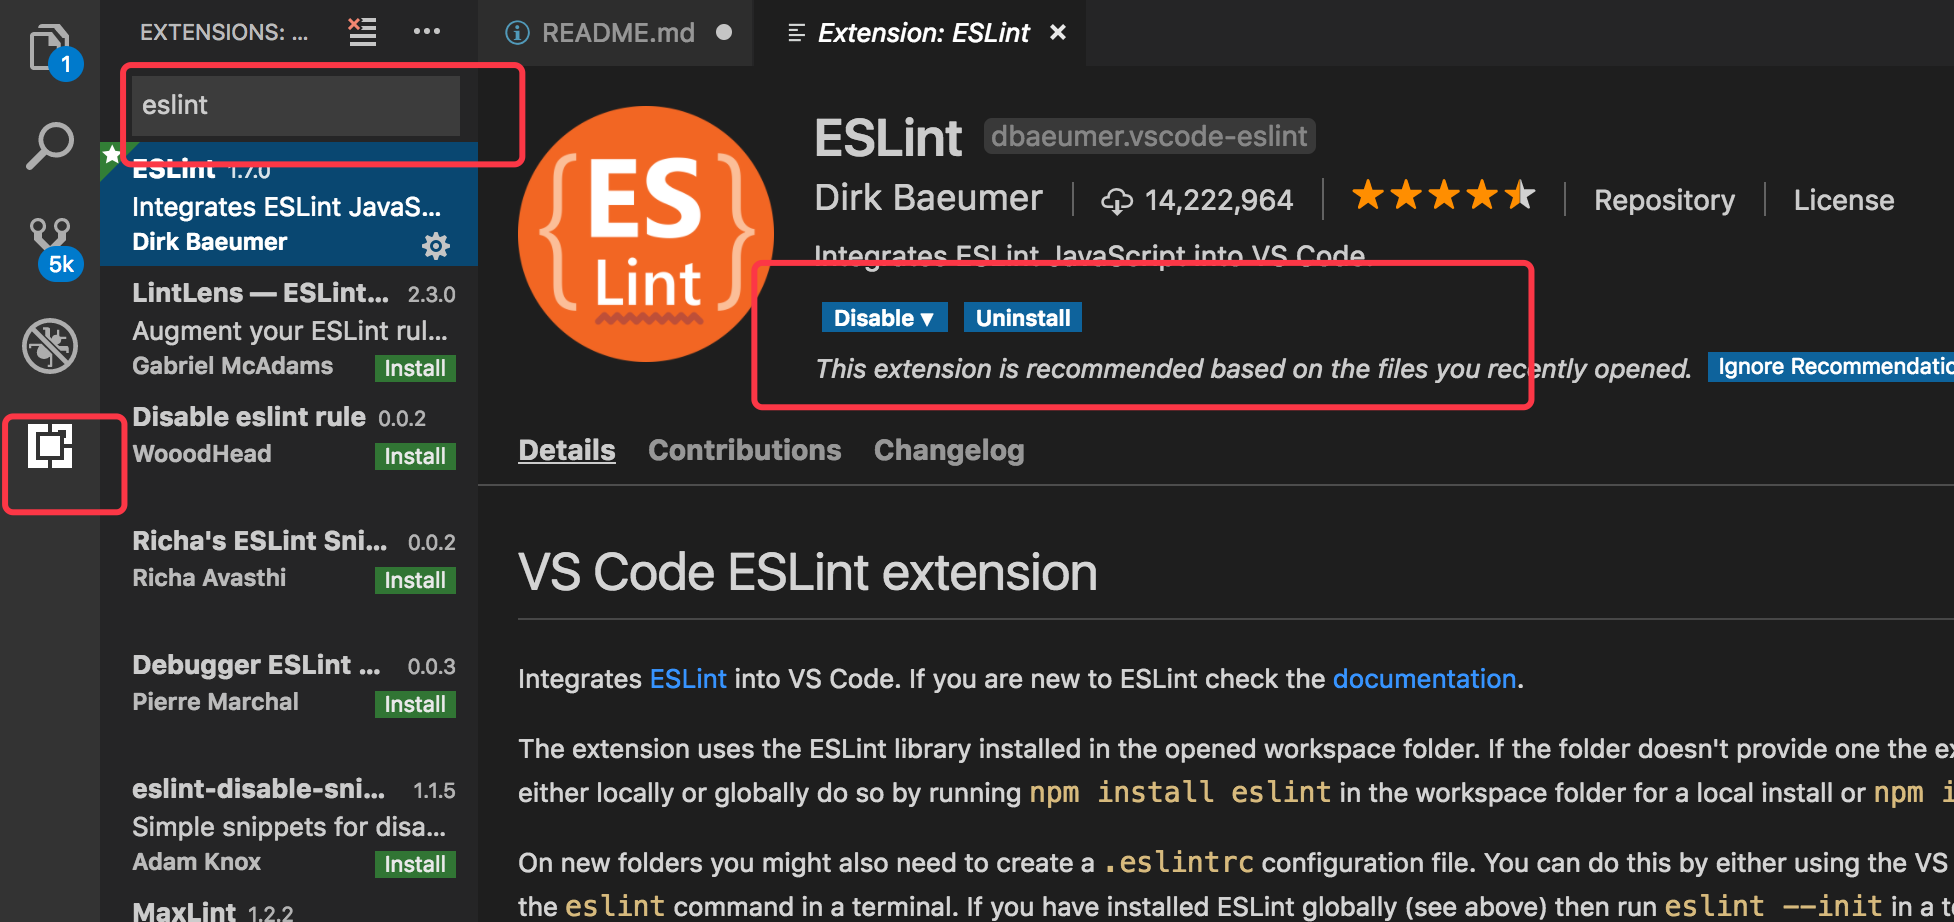 EXTENSIONS: ...
README.md
Extension: ESLint
1
5k
eslint
ESLint 1.7.0
Integrates ESLint JavaS...
Dirk Baeumer
LintLens — ESLint... 2.3.0
Augment your ESLint rul...
Gabriel McAdams Install
Disable eslint rule 0.0.2
WooodHead Install
Richa's ESLint Sni... 0.0.2
Richa Avasthi Install
Debugger ESLint ... 0.0.3
Pierre Marchal Install
eslint-disable-sni... 1.1.5
Simple snippets for disa...
Adam Knox Install
MaxLint 1.2.2
{ES
Lint}
ESLint dbaeumer.vscode-eslint
Dirk Baeumer 14,222,964 Repository License
Integrates ESLint JavaScript into VS Code.
Disable ▼ Uninstall
This extension is recommended based on the files you recently opened. Ignore Recommendatio
Details Contributions Changelog
VS Code ESLint extension
Integrates ESLint into VS Code. If you are new to ESLint check the documentation.
The extension uses the ESLint library installed in the opened workspace folder. If the folder doesn't provide one the ex
either locally or globally do so by running npm install eslint in the workspace folder for a local install or npm i
On new folders you might also need to create a .eslintrc configuration file. You can do this by either using the VS
the eslint command in a terminal. If you have installed ESLint globally (see above) then run eslint --init in a t